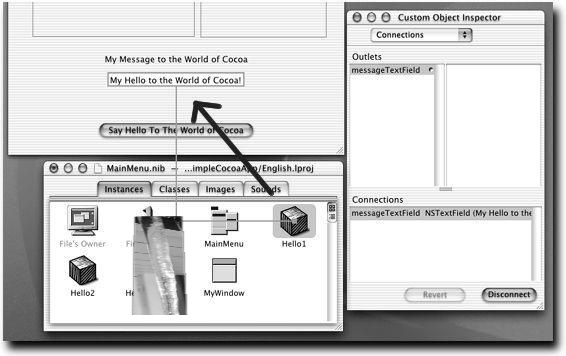 My Message to the World of Cocoa
My Hello to the World of Cocoa!
Say Hello To The World of Cocoa
MainMenu.nib — ...impleCocoaApp/English.lproj
Instances Classes Images Sounds
File's Owner
MainMenu Hello1
Hello2
MyWindow
Custom Object Inspector
Connections
Outlets
messageTextField
Connections
messageTextField NSTextField (My Hello to the
Revert Disconnect